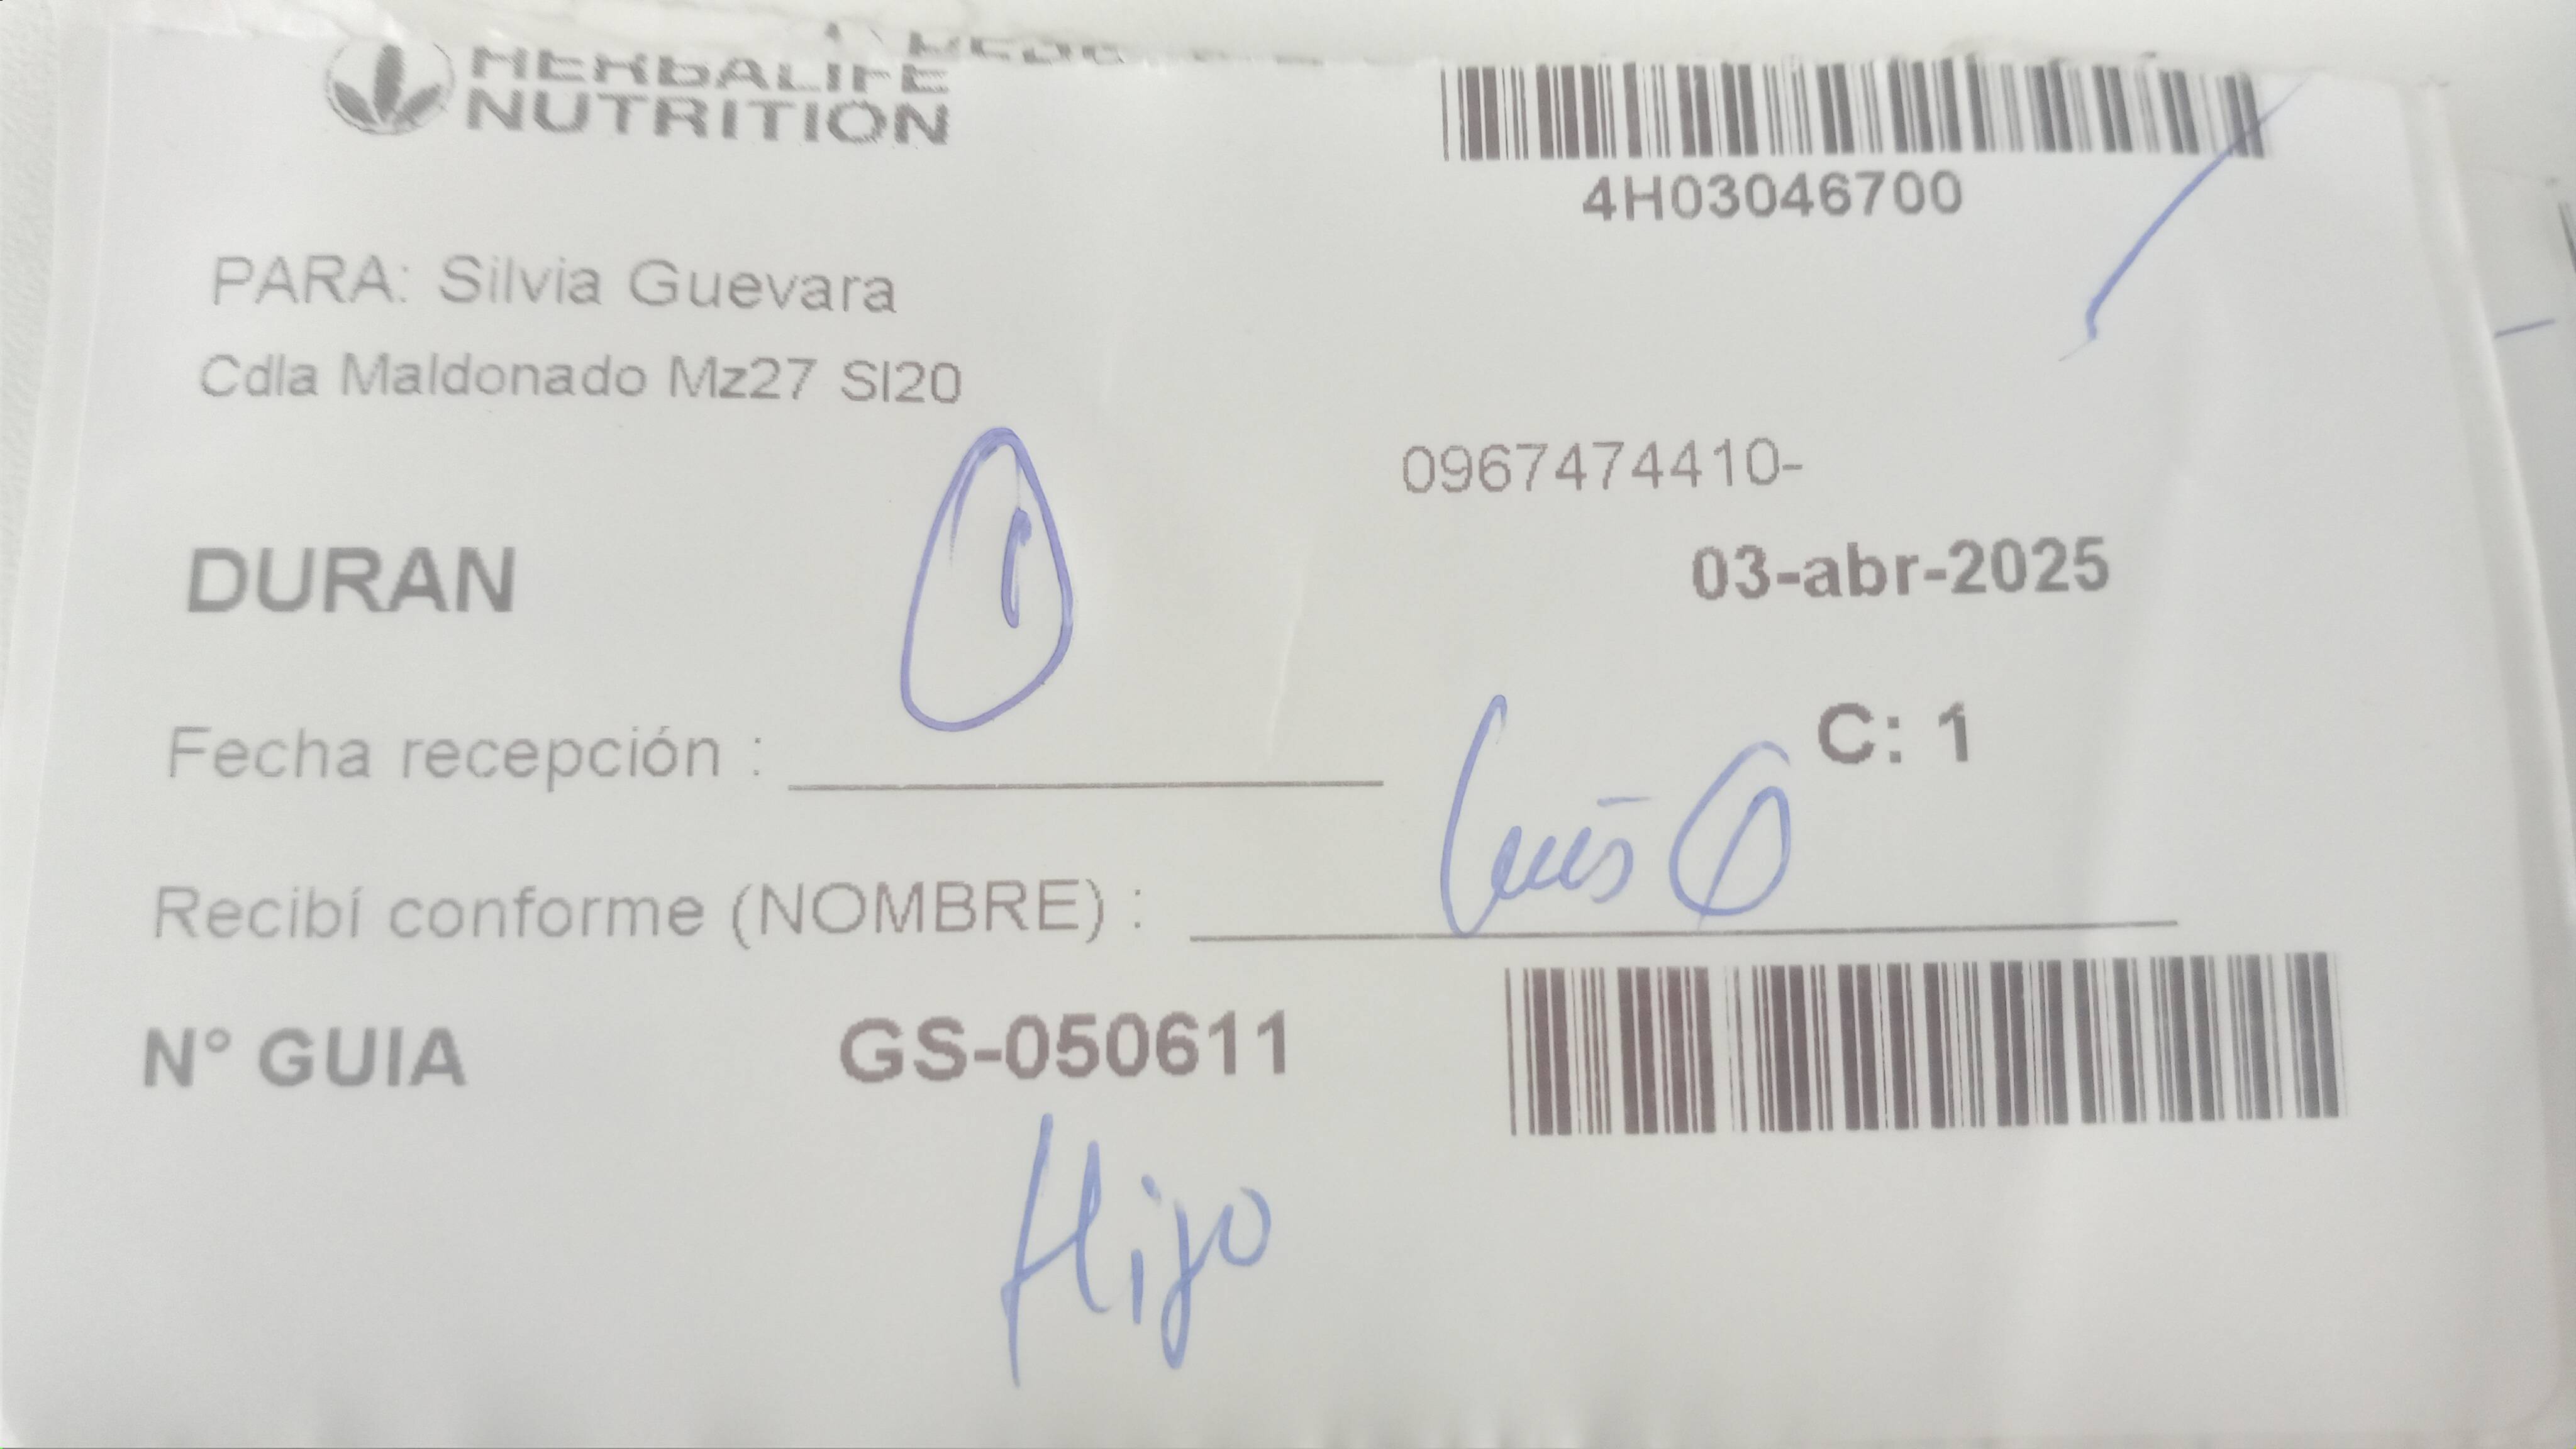 HERBALIFE
NUTRITION
4H03046700
PARA: Silvia Guevara
Cdla Maldonado Mz27 Sl20
0967474410-
DURAN
03-abr-2025
C: 1
Fecha recepción :
Recibí conforme (NOMBRE) : Luis
N° GUIA GS-050611
Hijo